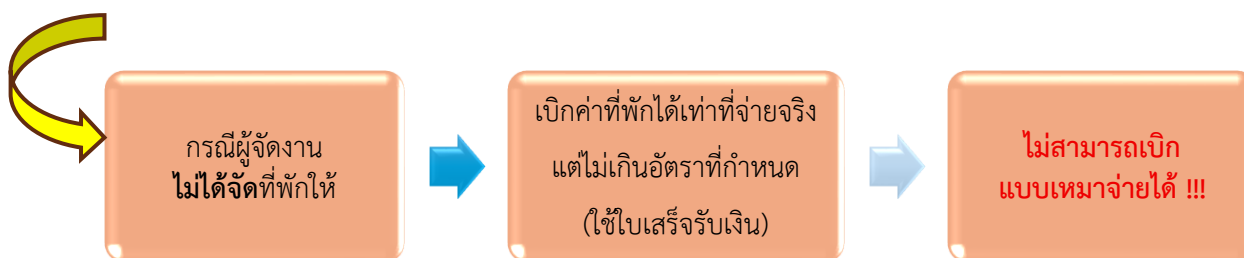 กรณีผู้จัดงาน
ไม่ได้จัดที่พักให้
เบิกค่าที่พักได้เท่าที่จ่ายจริง
แต่ไม่เกินอัตราที่กำหนด
(ใช้ใบเสร็จรับเงิน)
ไม่สามารถเบิก
แบบเหมาจ่ายได้ !!!